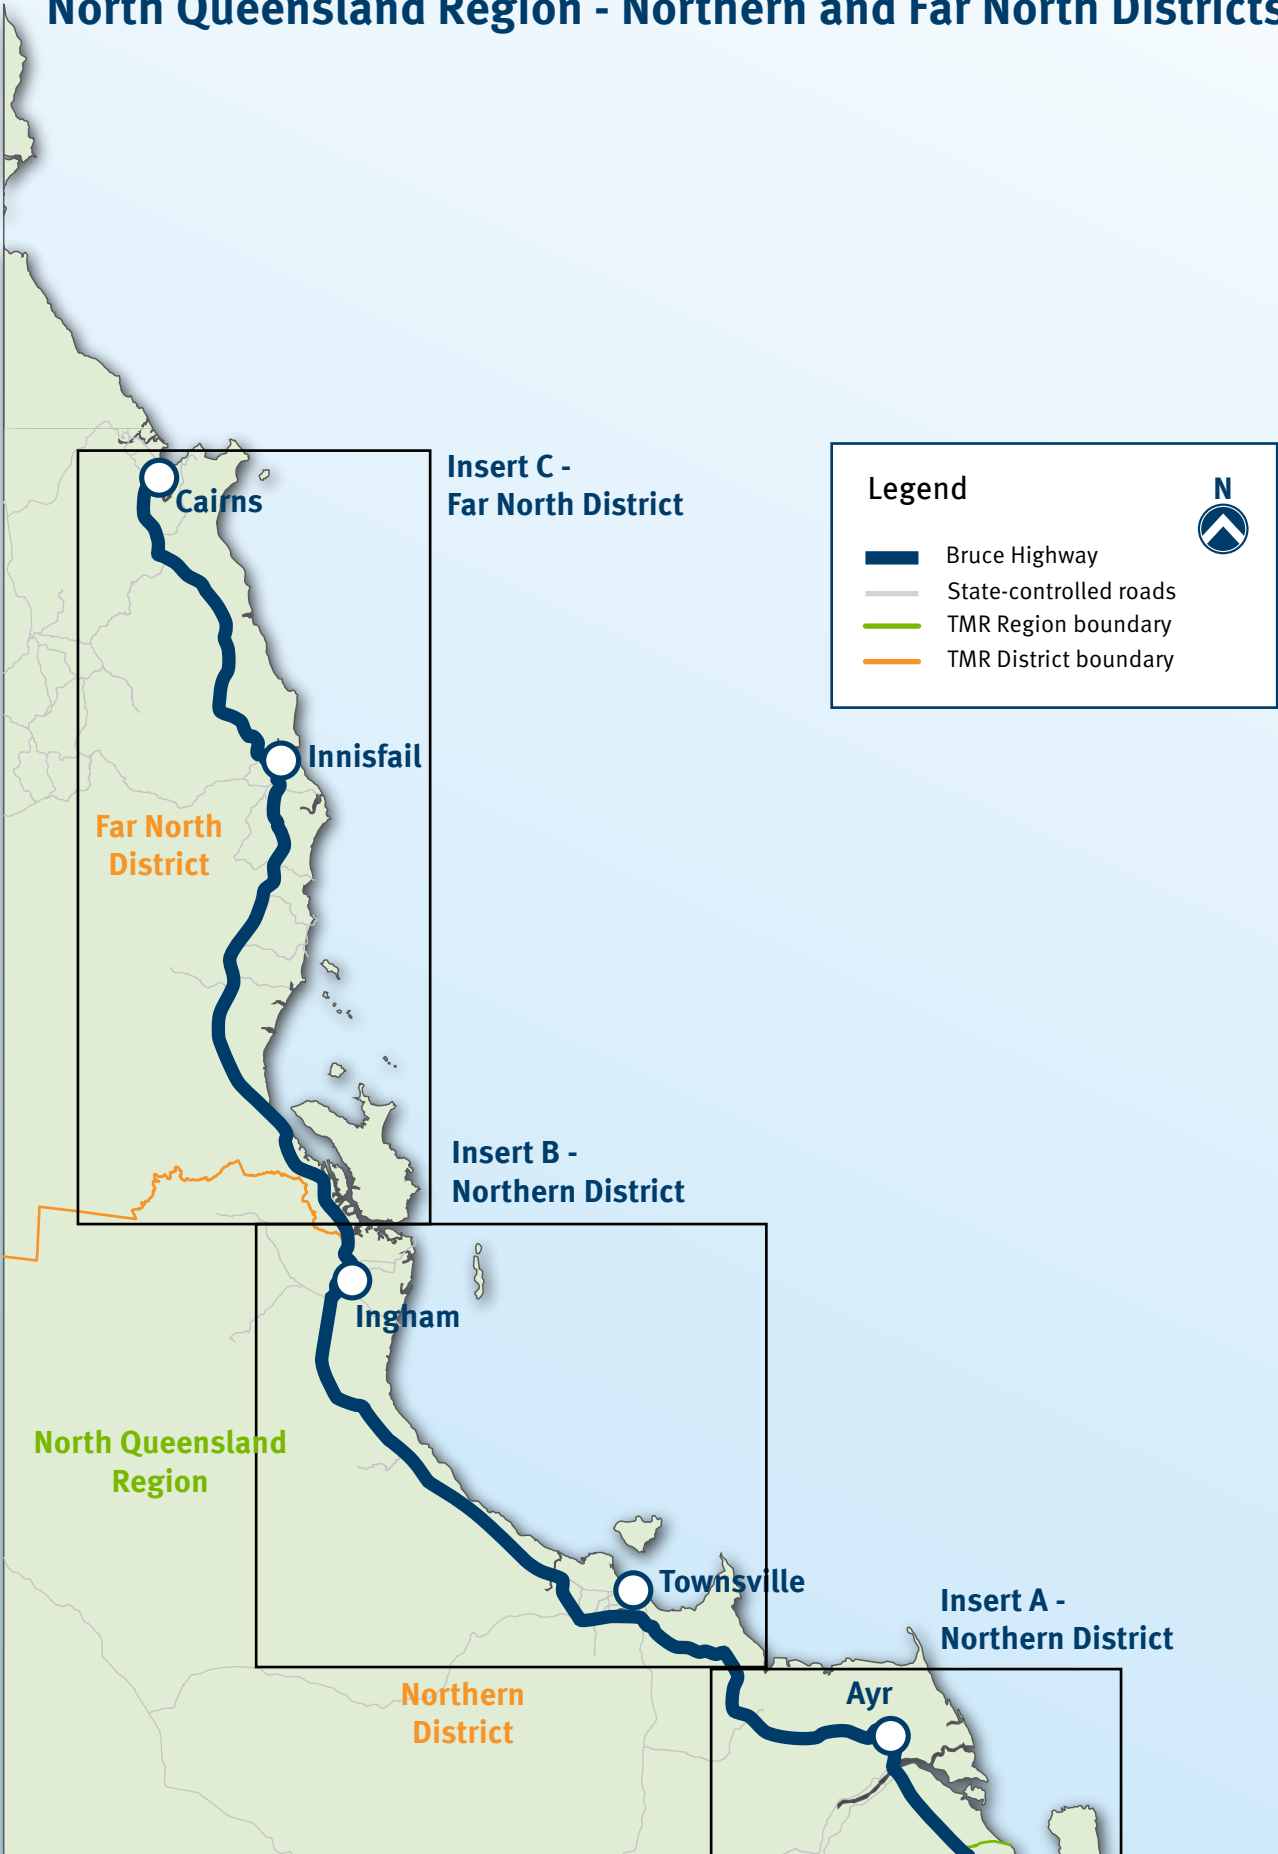 North Queensland Region - Northern and Far North Districts
Insert C -
Far North District
Cairns
Legend
N
Bruce Highway
State-controlled roads
TMR Region boundary
TMR District boundary
Innisfail
Far North
District
Insert B -
Northern District
Ingham
North Queensland
Region
Townsville
Insert A -
Northern District
Northern
District
Ayr